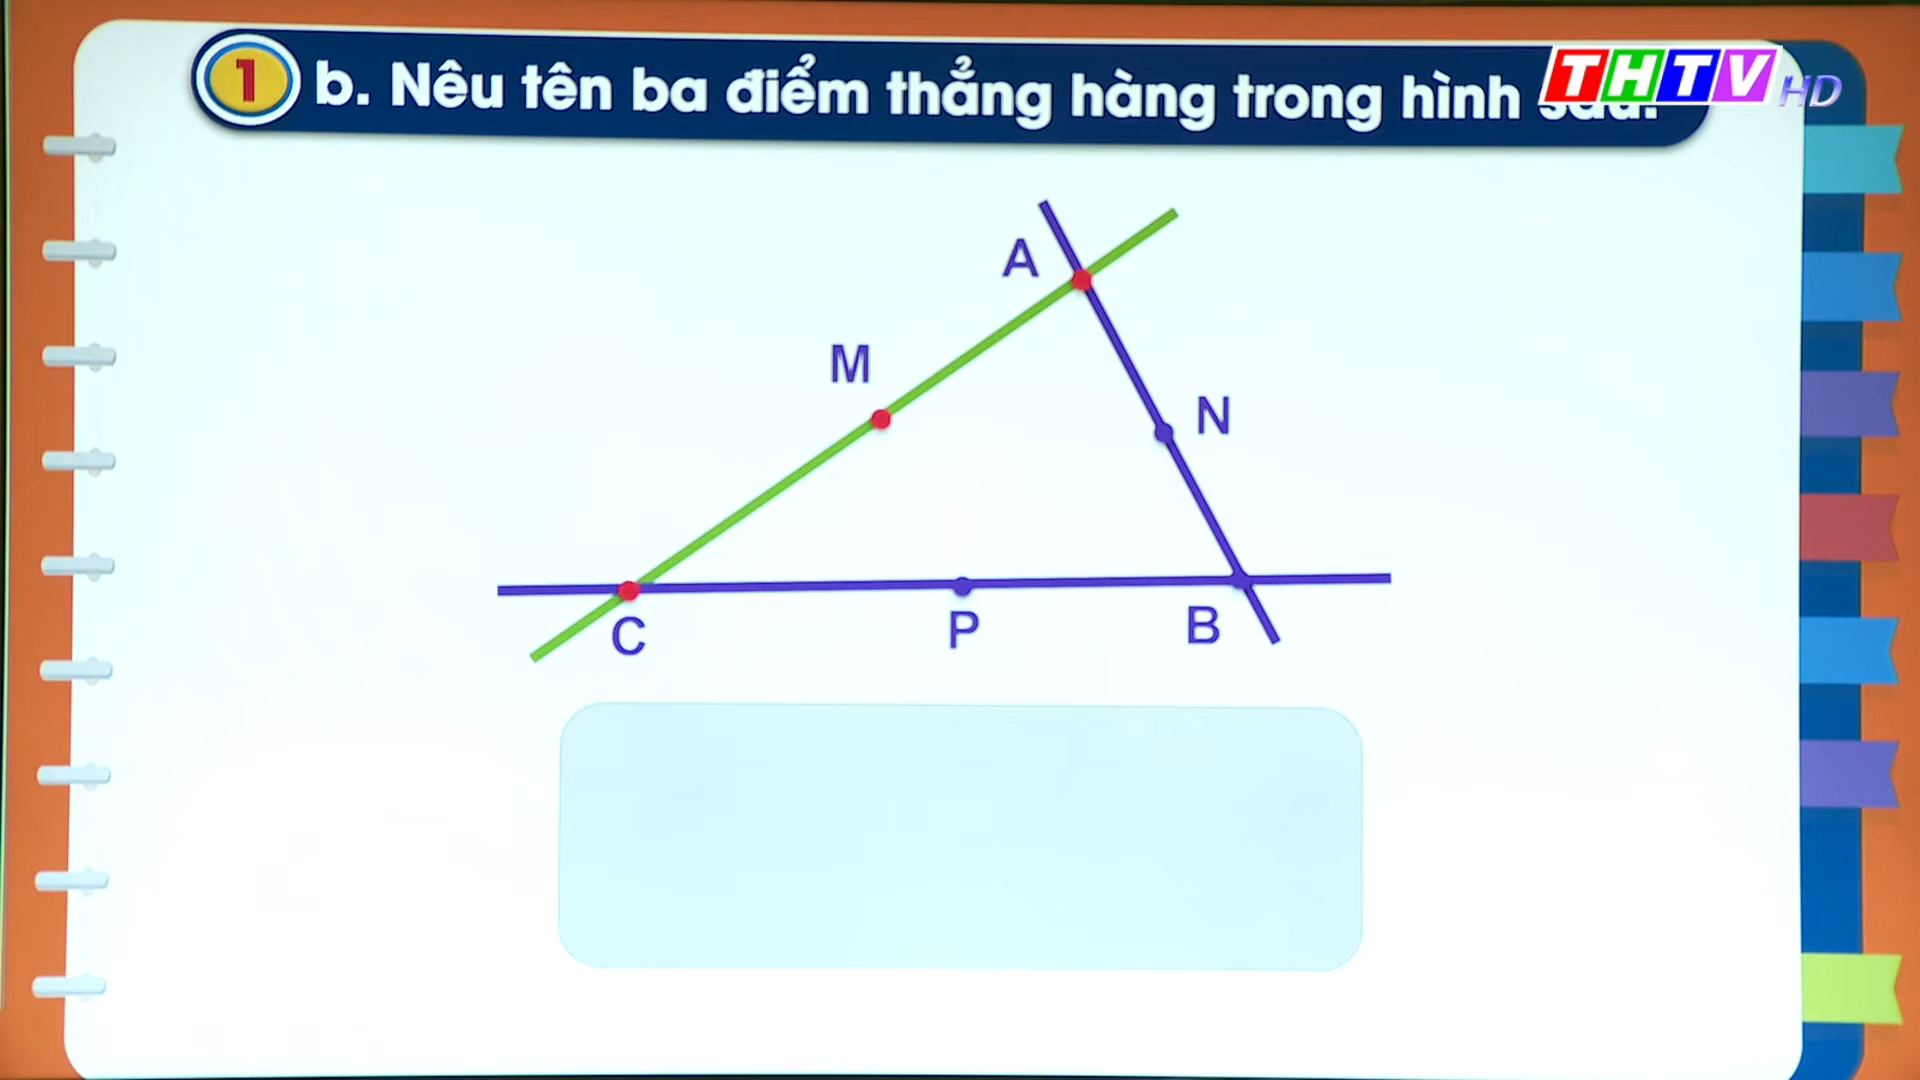 1 b. Nêu tên ba điểm thẳng hàng trong hình
THTV HD
A
M
N
C P B